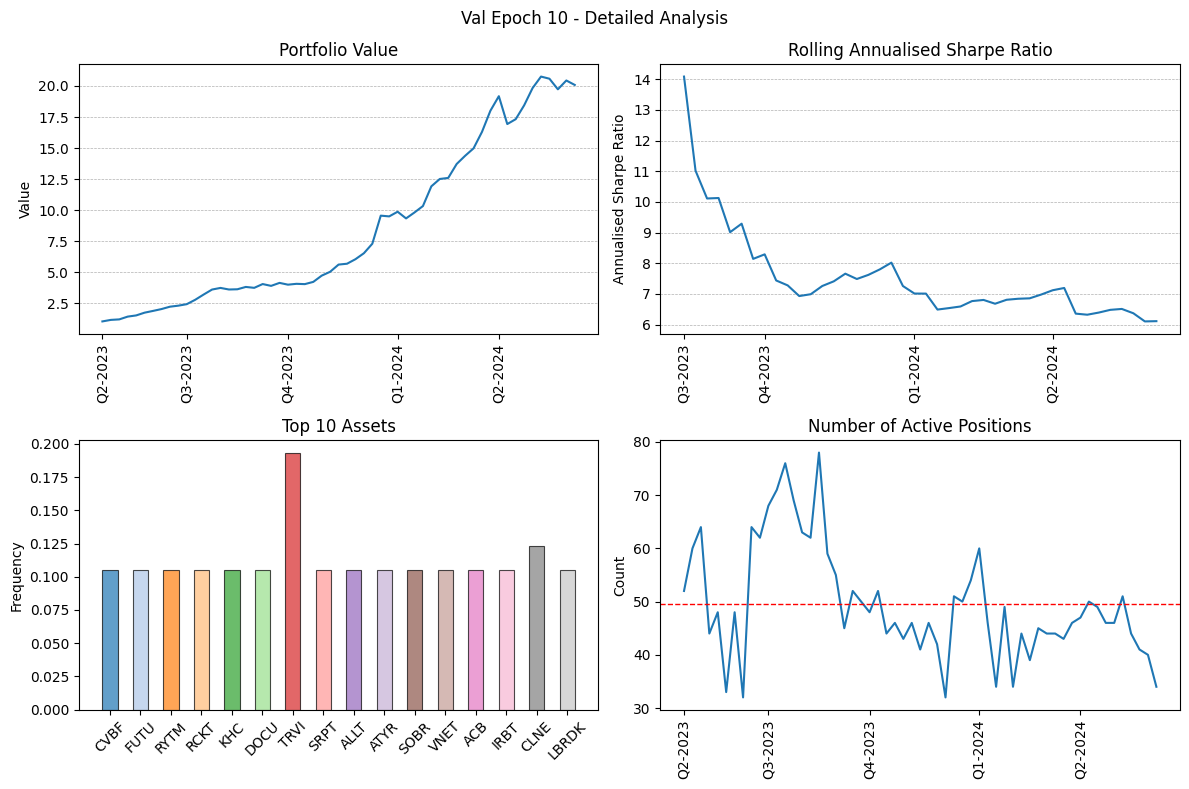 Val Epoch 10 - Detailed Analysis
Portfolio Value
Value
20.0
17.5
15.0
12.5
10.0
7.5
5.0
2.5
Q2-2023
Q3-2023
Q4-2023
Q1-2024
Q2-2024
Rolling Annualised Sharpe Ratio
Annualised Sharpe Ratio
14
13
12
11
10
9
8
7
6
Q3-2023
Q4-2023
Q1-2024
Q2-2024
Top 10 Assets
Frequency
0.200
0.175
0.150
0.125
0.100
0.075
0.050
0.025
0.000
CVBF
FUTU
RYTM
RCKT
KHC
DOCU
TRVI
SRPT
ALLT
ATYR
SOBR
VNET
ACB
IRBT
CLNE
LBRDK
Number of Active Positions
Count
80
70
60
50
40
30
Q2-2023
Q3-2023
Q4-2023
Q1-2024
Q2-2024